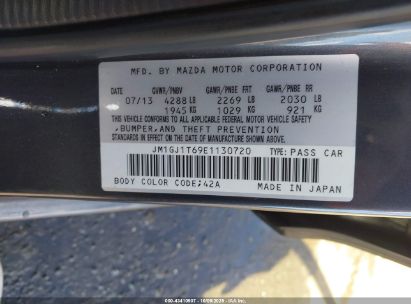 MFD. BY MAZDA MOTOR CORPORATION
GVWR/PNBV GAWR/PNBE FRT GAWR/PNBE RR
07/13 4288 LB 2269 LB 2030 LB
1945 KG 1029 KG 921 KG
THIS VEHICLE CONFORMS TO ALL APPLICABLE FEDERAL MOTOR VEHICLE SAFETY
,BUMPER,AND THEFT PREVENTION
STANDARDS IN EFFECT ON THE DATE OF MANUFACTURE SHOWN ABOVE.
JM1GJ1T69E1130720 TYPE:PASS CAR
BODY COLOR CODE:42A MADE IN JAPAN